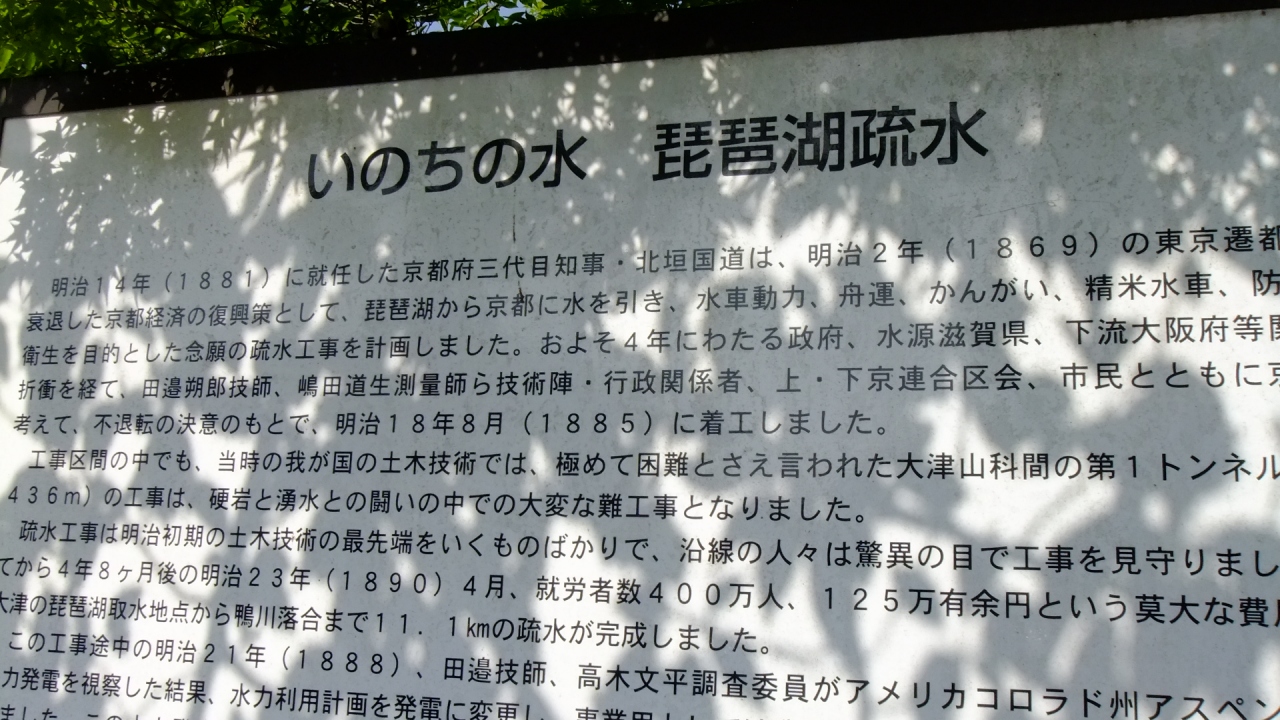 いのちの水　琵琶湖疏水
明治１４年（１８８１）に就任した京都府三代目知事・北垣国道は、明治２年（１８６９）の東京遷都
衰退した京都経済の復興策として、琵琶湖から京都に水を引き、水車動力、舟運、かんがい、精米水車、防
衛生を目的とした念願の疏水工事を計画しました。およそ４年にわたる政府、水源滋賀県、下流大阪府等関
折衝を経て、田邉朔郎技師、嶋田道生測量師ら技術陣・行政関係者、上・下京連合区会、市民とともに京
考えて、不退転の決意のもとで、明治１８年８月（１８８５）に着工しました。
工事区間の中でも、当時の我が国の土木技術では、極めて困難とさえ言われた大津山科間の第１トンネル
４３６ｍ）の工事は、硬岩と湧水との闘いの中での大変な難工事となりました。
疏水工事は明治初期の土木技術の最先端をいくものばかりで、沿線の人々は驚異の目で工事を見守りまし
てから４年８ヶ月後の明治２３年（１８９０）４月、就労者数４００万人、１２５万有余円という莫大な費
大津の琵琶湖取水地点から鴨川落合まで１１．１㎞の疏水が完成しました。
この工事途中の明治２１年（１８８８）、田邉技師、高木文平調査委員がアメリカコロラド州アスペン
力発電を視察した結果、水力利用計画を発電に変更し、事業用
ました。この